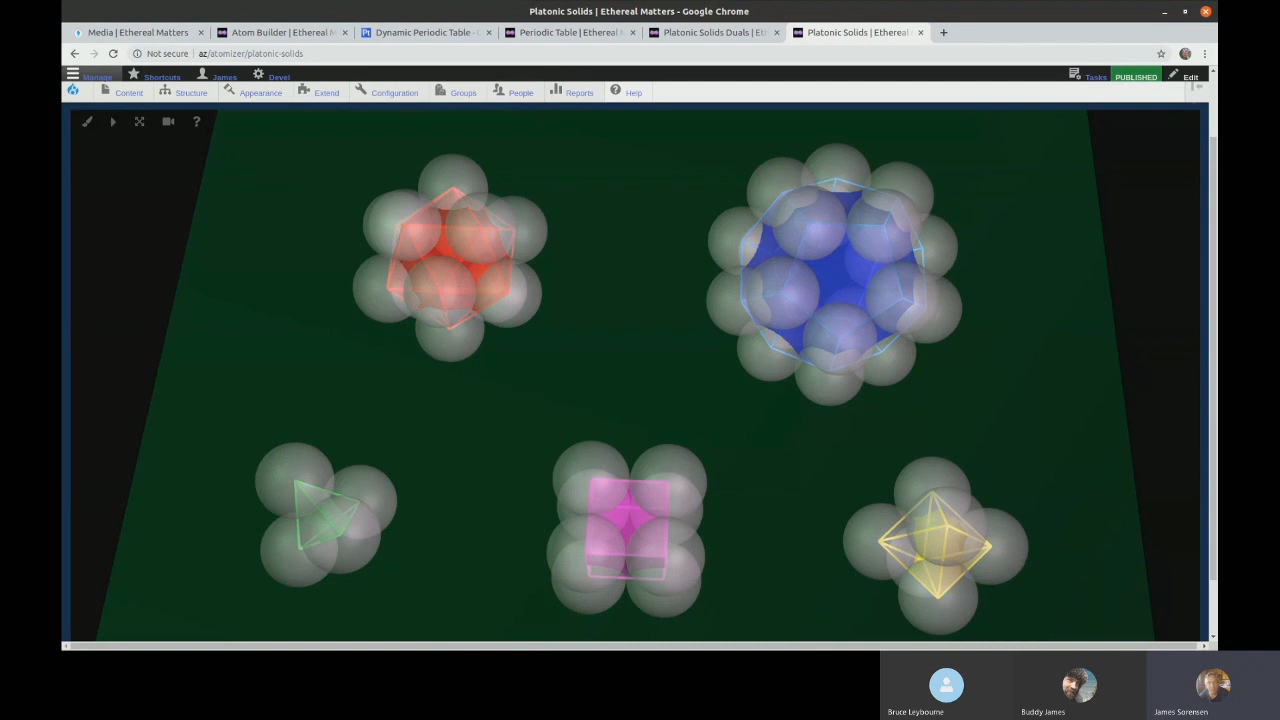 Platonic Solids | Ethereal Matters - Google Chrome
Media | Ethereal Matters × Atom Builder | Ethereal M × Pt Dynamic Periodic Table - × Periodic Table | Ethereal M × Platonic Solids Duals | Eth × Platonic Solids | Ethereal × +
Not secure az/atomizer/platonic-solids
Manage Shortcuts James Devel Tasks PUBLISHED Edit
Content Structure Appearance Extend Configuration Groups People Reports Help
?
Bruce Leybourne Buddy James James Sorensen